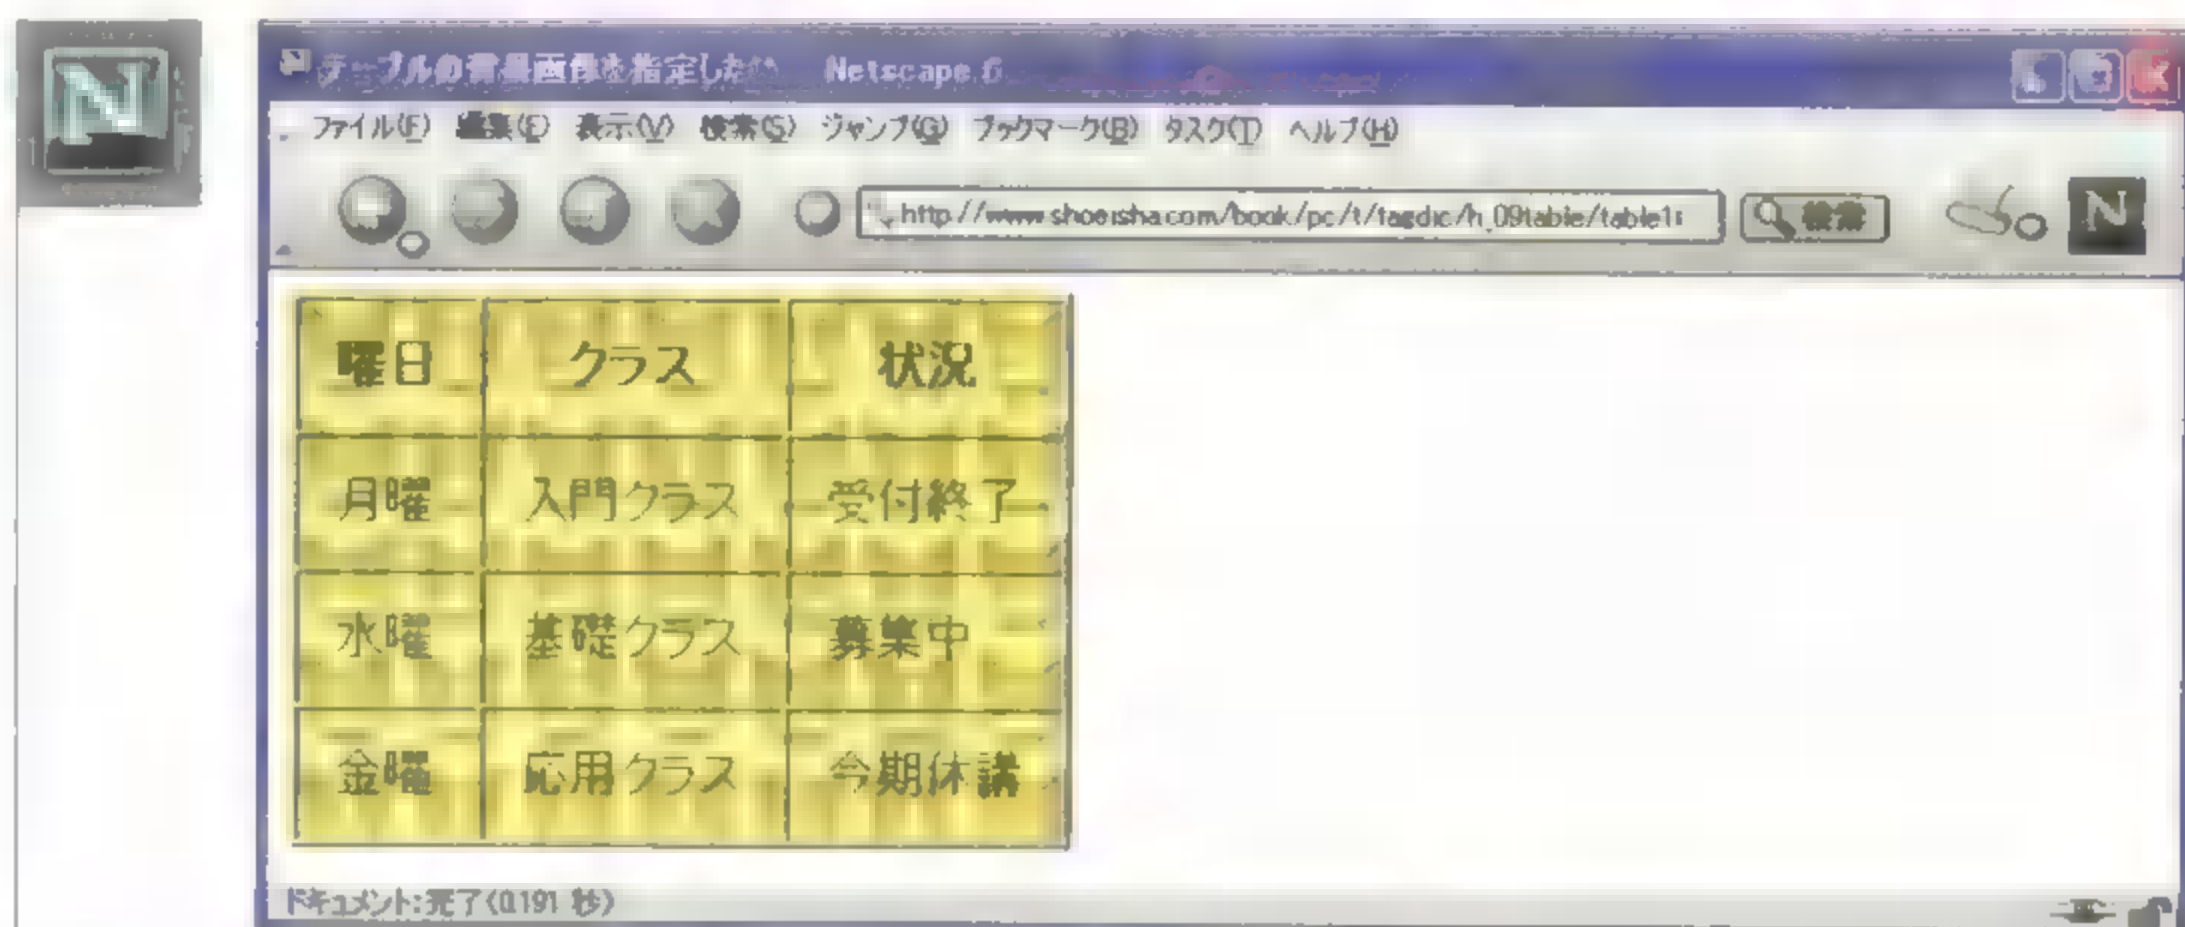 テーブルの背景画像を指定したい Netscape 6
ファイル(F) 編集(E) 表示(V) 検索(S) ジャンプ(G) ブックマーク(B) タスク(T) ヘルプ(H)
http://www.shoeisha.com/book/pc/t/tagdic/h_09table/table1 検索 N
曜日 クラス 状況
月曜 入門クラス 受付終了
水曜 基礎クラス 募集中
金曜 応用クラス 今期休講
ドキュメント:完了(0.191 秒)